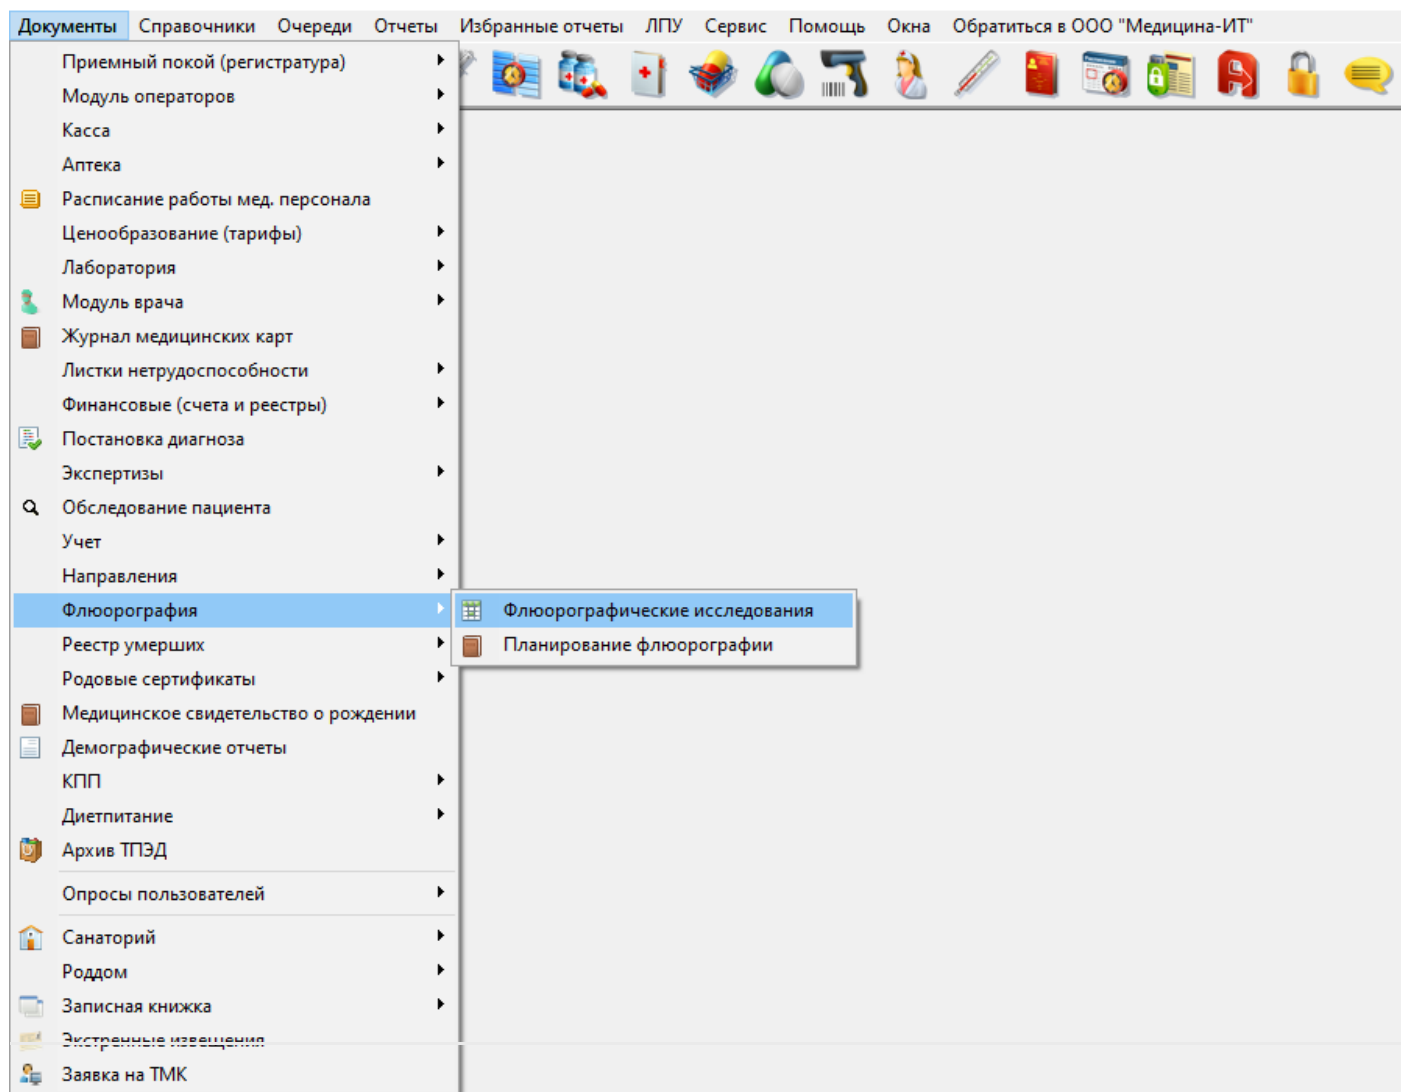 Документы Справочники Очереди Отчеты Избранные отчеты ЛПУ Сервис Помощь Окна Обратиться в ООО "Медицина-ИТ"
Приемный покой (регистратура)
Модуль операторов
Касса
Аптека
Расписание работы мед. персонала
Ценообразование (тарифы)
Лаборатория
Модуль врача
Журнал медицинских карт
Листки нетрудоспособности
Финансовые (счета и реестры)
Постановка диагноза
Экспертизы
Обследование пациента
Учет
Направления
Флюорография
Флюорографические исследования
Реестр умерших
Планирование флюорографии
Родовые сертификаты
Медицинское свидетельство о рождении
Демографические отчеты
КПП
Диетпитание
Архив ТПЭД
Опросы пользователей
Санаторий
Роддом
Записная книжка
Экстренные извещения
Заявка на ТМК